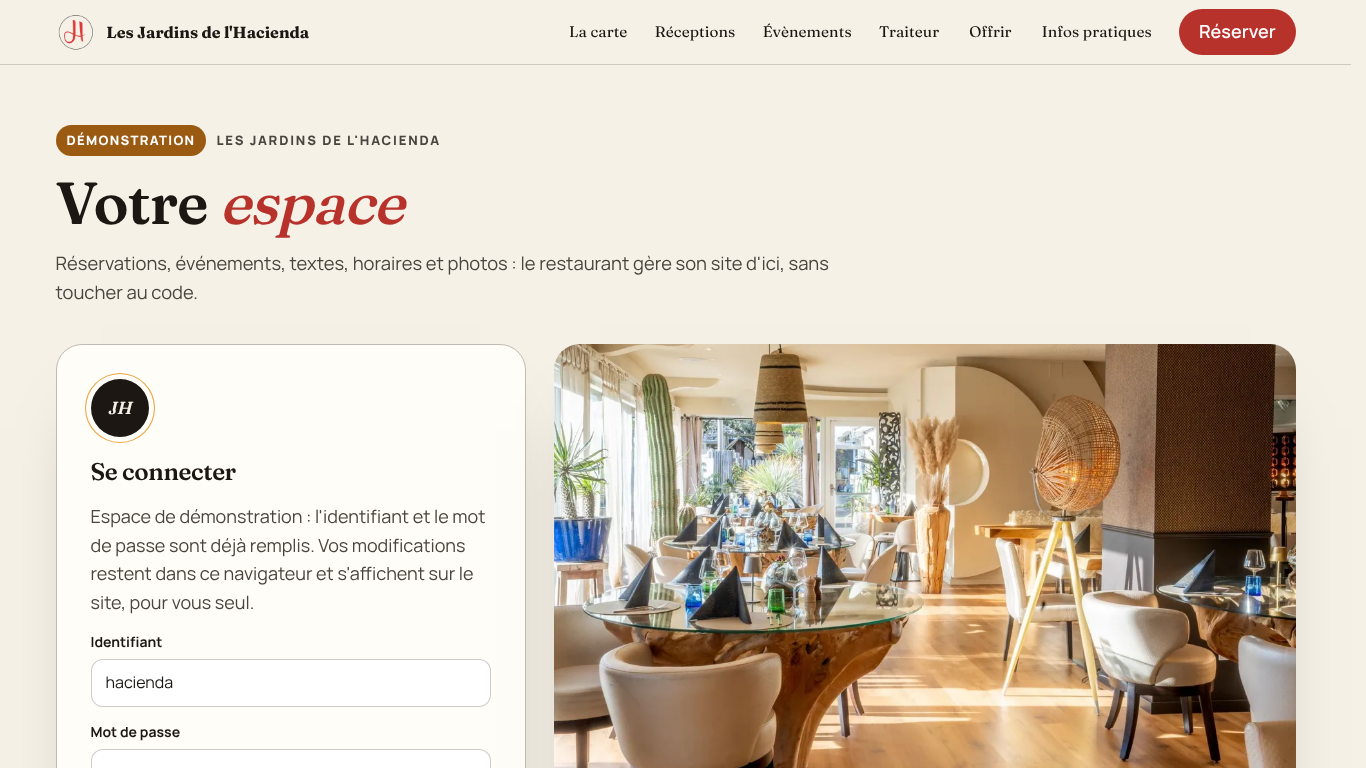 JH Les Jardins de l'Hacienda
La carte Réceptions Évènements Traiteur Offrir Infos pratiques Réserver
DÉMONSTRATION LES JARDINS DE L'HACIENDA
Votre espace
Réservations, événements, textes, horaires et photos : le restaurant gère son site d'ici, sans
toucher au code.
JH
Se connecter
Espace de démonstration : l'identifiant et le mot
de passe sont déjà remplis. Vos modifications
restent dans ce navigateur et s'affichent sur le
site, pour vous seul.
Identifiant
hacienda
Mot de passe